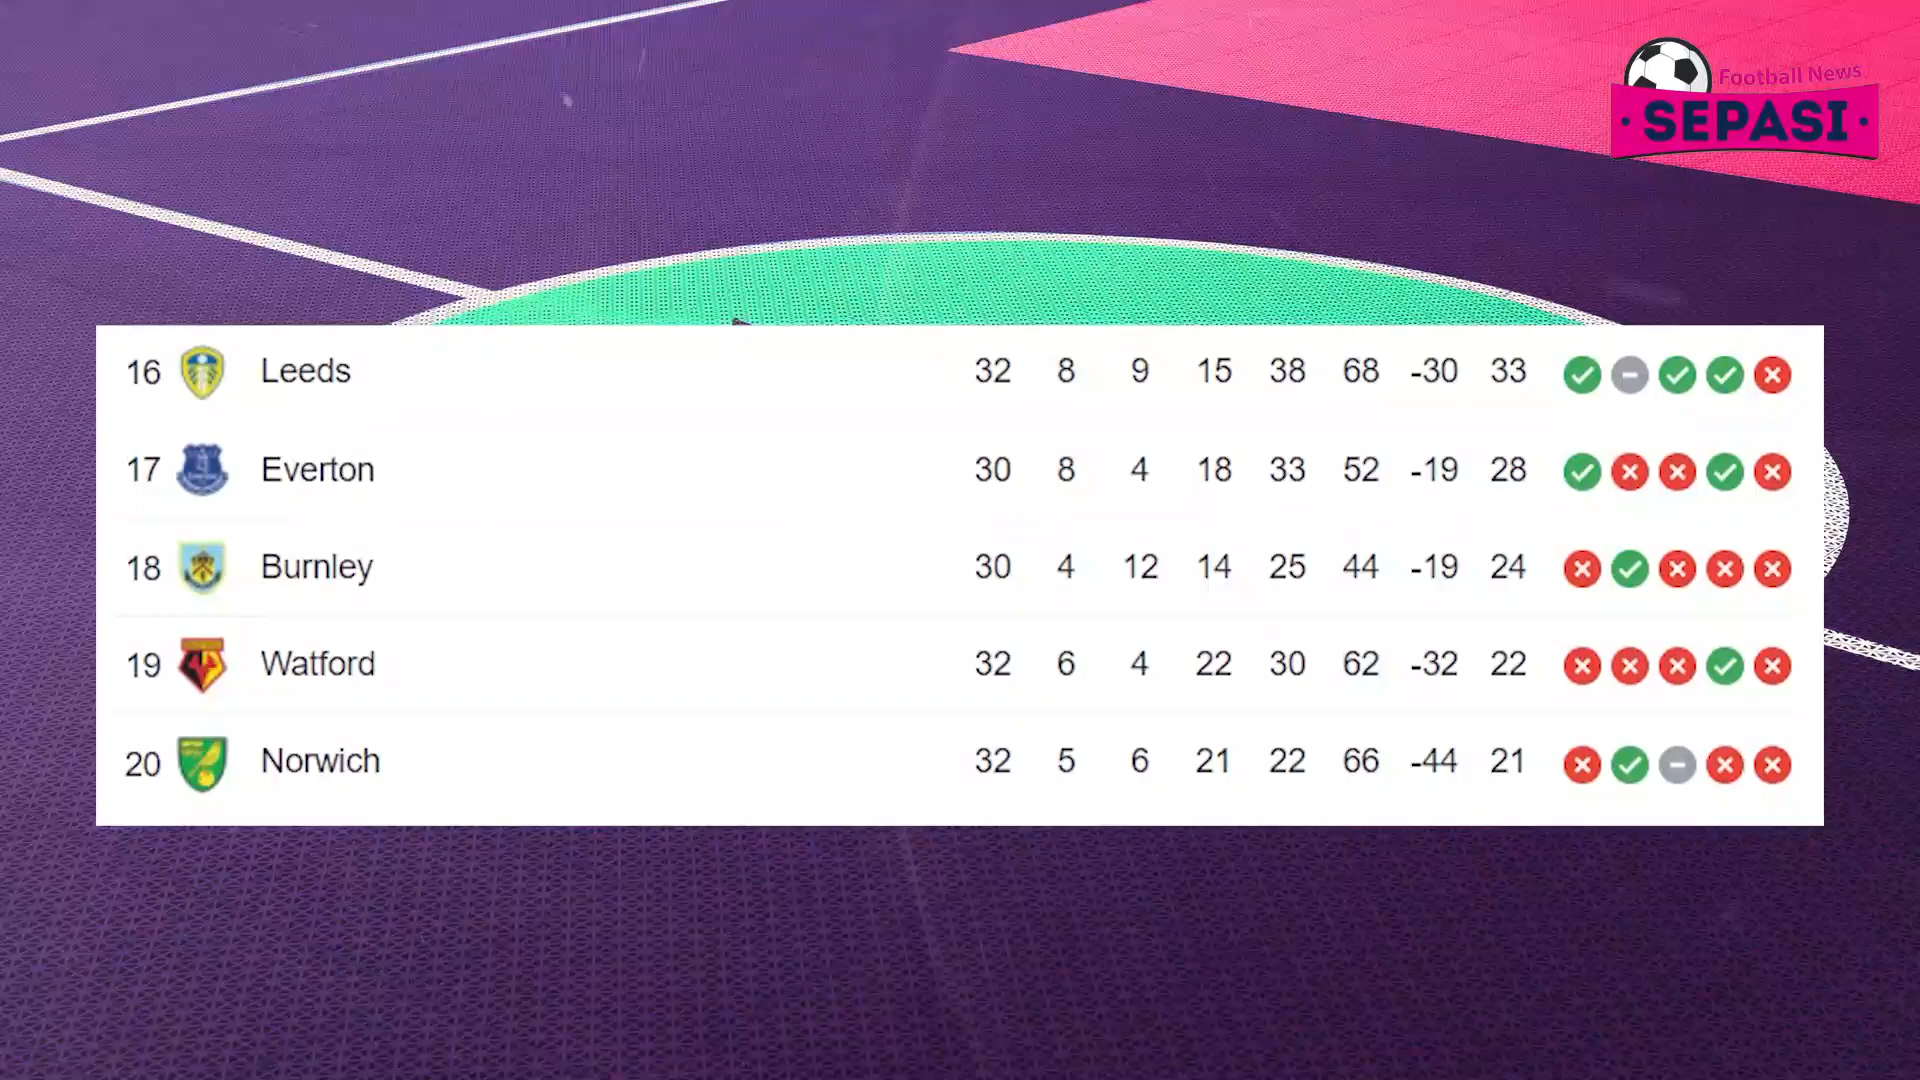 Football News
· SEPASI ·
16 Leeds 32 8 9 15 38 68 -30 33
17 Everton 30 8 4 18 33 52 -19 28
18 Burnley 30 4 12 14 25 44 -19 24
19 Watford 32 6 4 22 30 62 -32 22
20 Norwich 32 5 6 21 22 66 -44 21